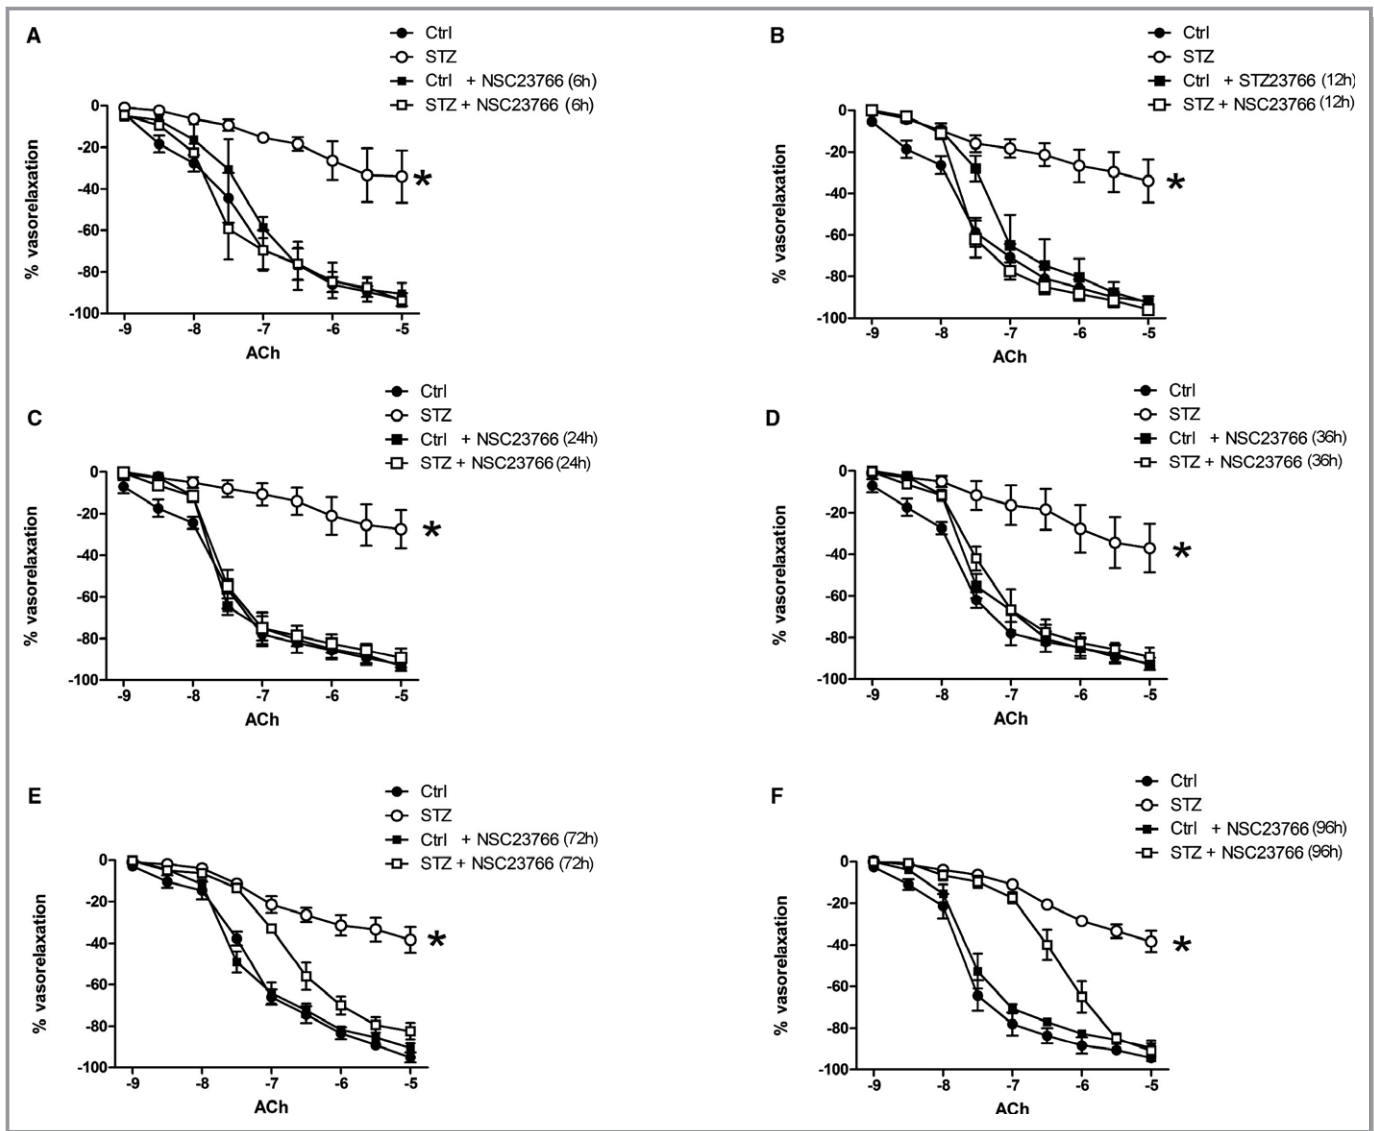 A
Ctrl
STZ
Ctrl + NSC23766 (6h)
STZ + NSC23766 (6h)
% vasorelaxation
0
-20
-40
-60
-80
-100
-9 -8 -7 -6 -5
ACh
*
B
Ctrl
STZ
Ctrl + STZ23766 (12h)
STZ + NSC23766 (12h)
% vasorelaxation
0
-20
-40
-60
-80
-100
-9 -8 -7 -6 -5
ACh
*
C
Ctrl
STZ
Ctrl + NSC23766 (24h)
STZ + NSC23766 (24h)
% vasorelaxation
0
-20
-40
-60
-80
-100
-9 -8 -7 -6 -5
ACh
*
D
Ctrl
STZ
Ctrl + NSC23766 (36h)
STZ + NSC23766 (36h)
% vasorelaxation
0
-20
-40
-60
-80
-100
-9 -8 -7 -6 -5
ACh
*
E
Ctrl
STZ
Ctrl + NSC23766 (72h)
STZ + NSC23766 (72h)
% vasorelaxation
0
-20
-40
-60
-80
-100
-9 -8 -7 -6 -5
ACh
*
F
Ctrl
STZ
Ctrl + NSC23766 (96h)
STZ + NSC23766 (96h)
% vasorelaxation
0
-20
-40
-60
-80
-100
-9 -8 -7 -6 -5
ACh
*